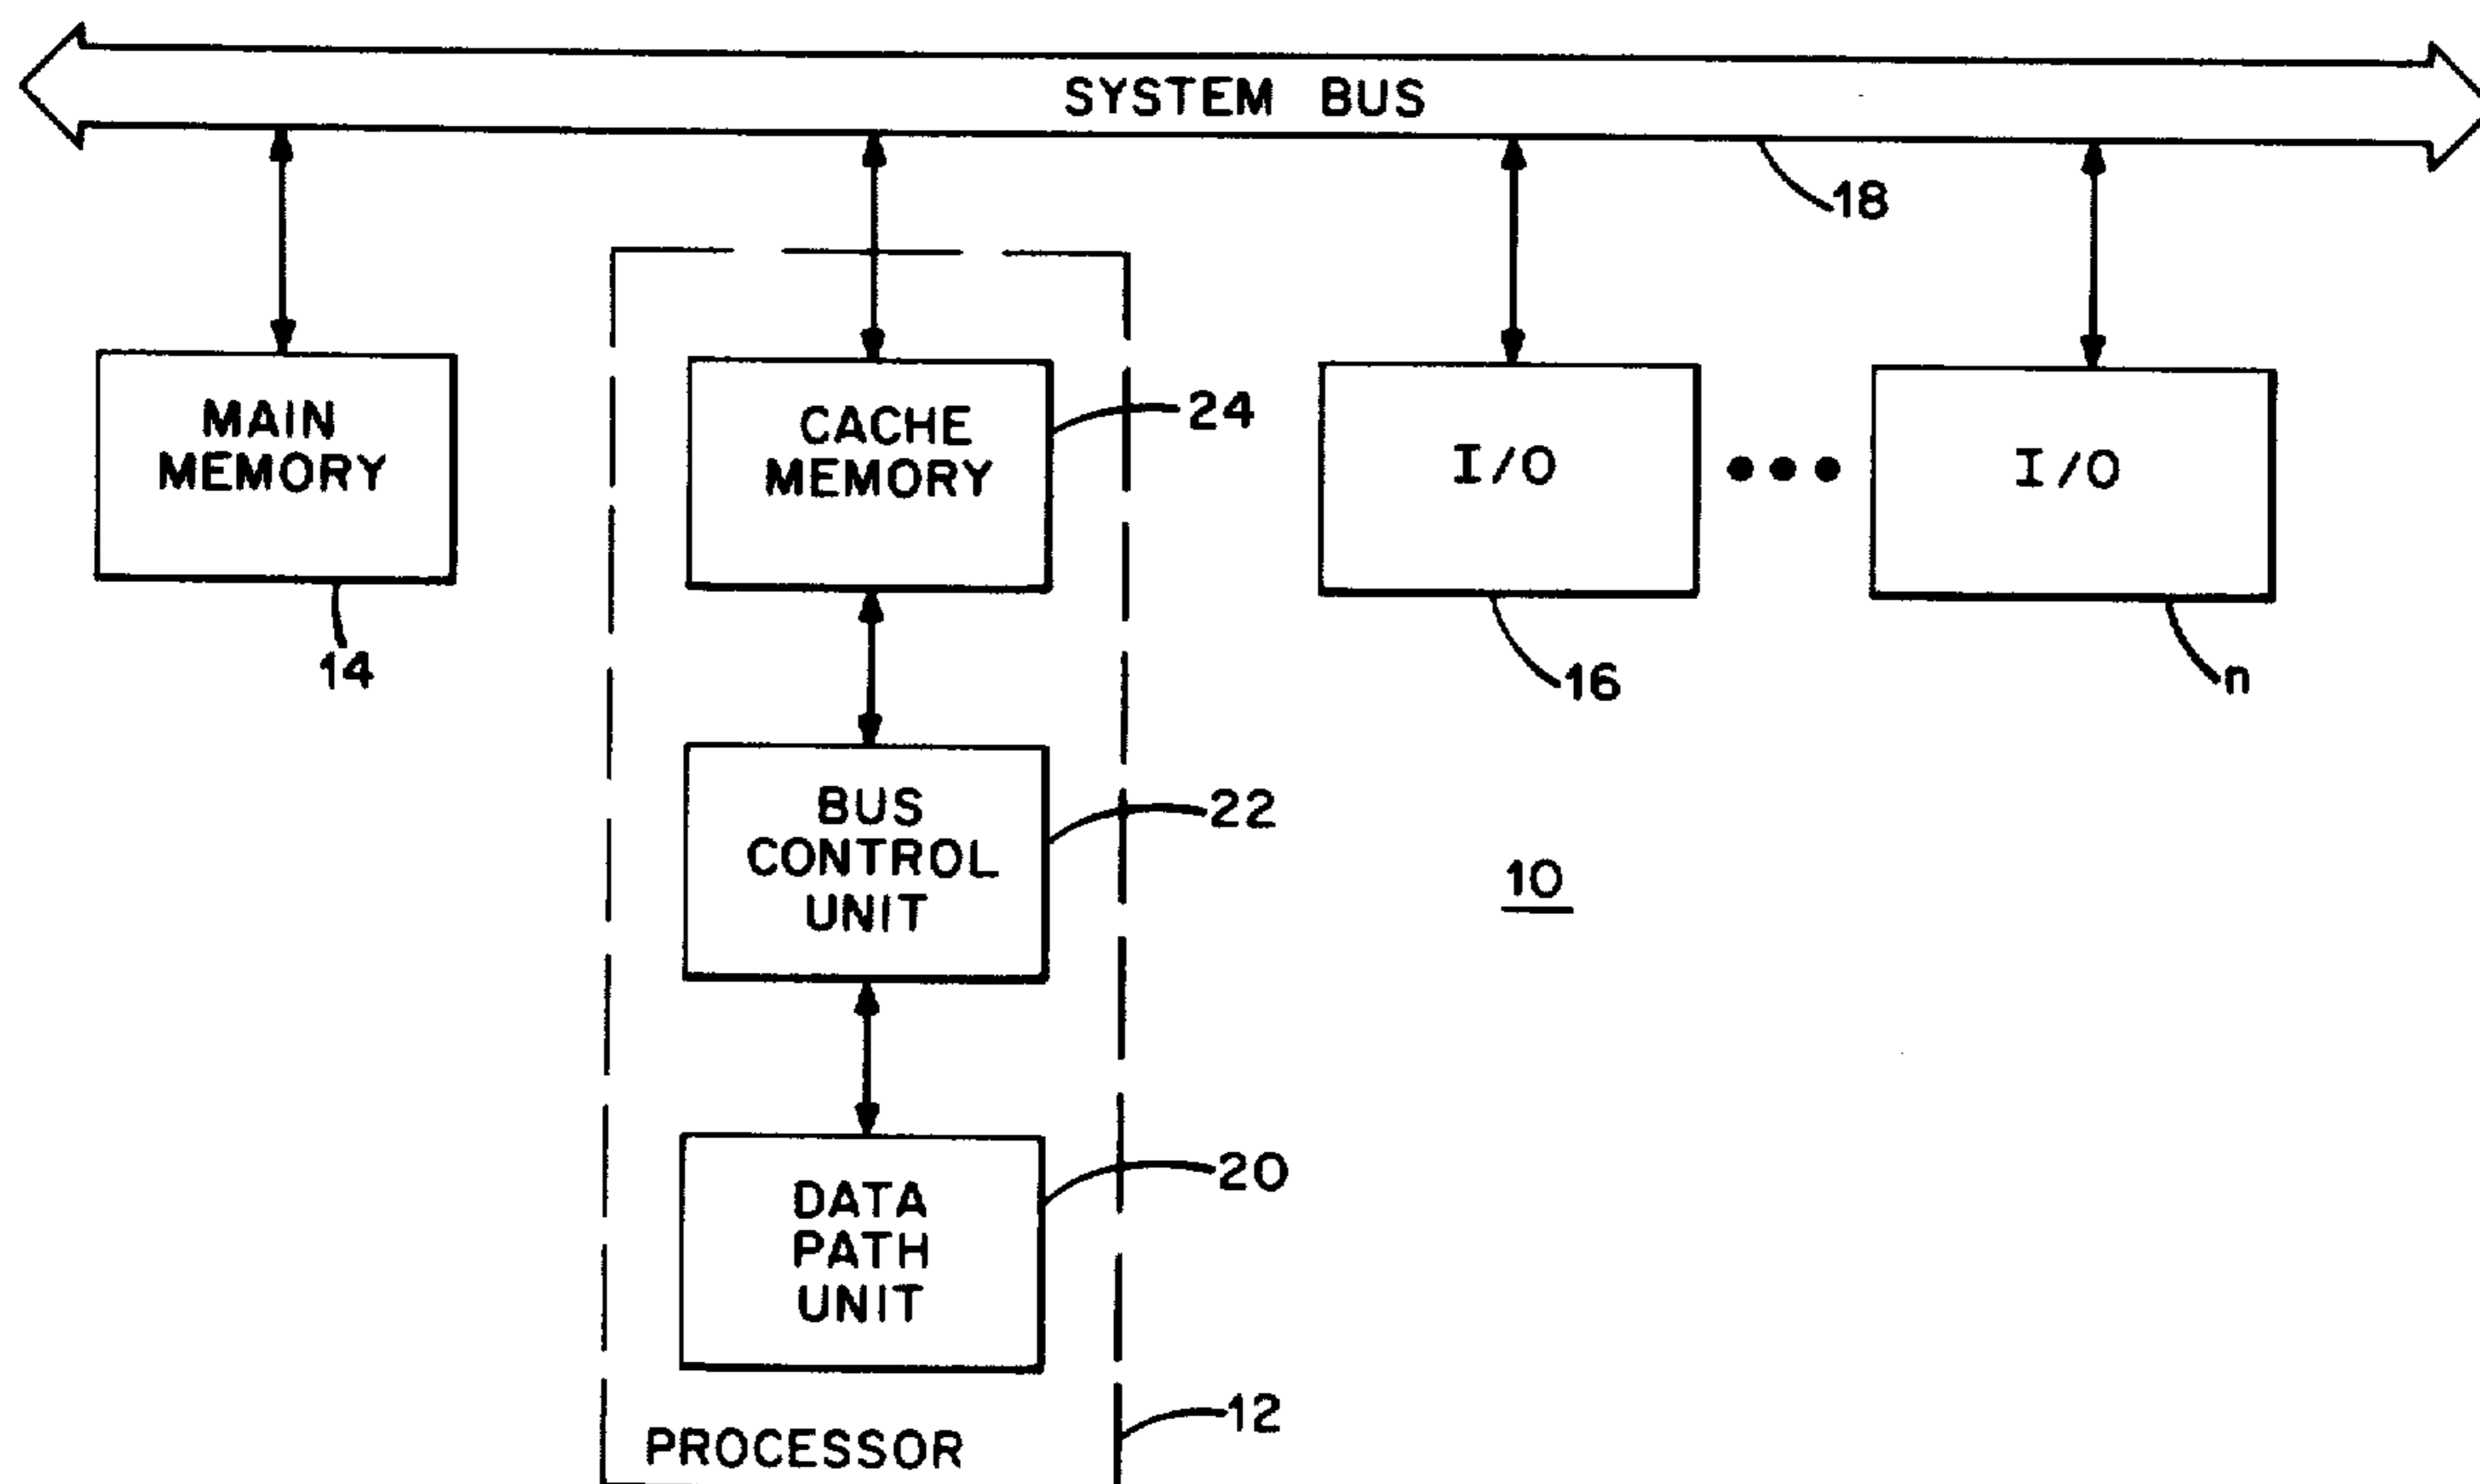 SYSTEM BUS
18
MAIN
MEMORY
14
CACHE
MEMORY
24
I/O
16
I/O
n
BUS
CONTROL
UNIT
22
10
DATA
PATH
UNIT
20
PROCESSOR
12